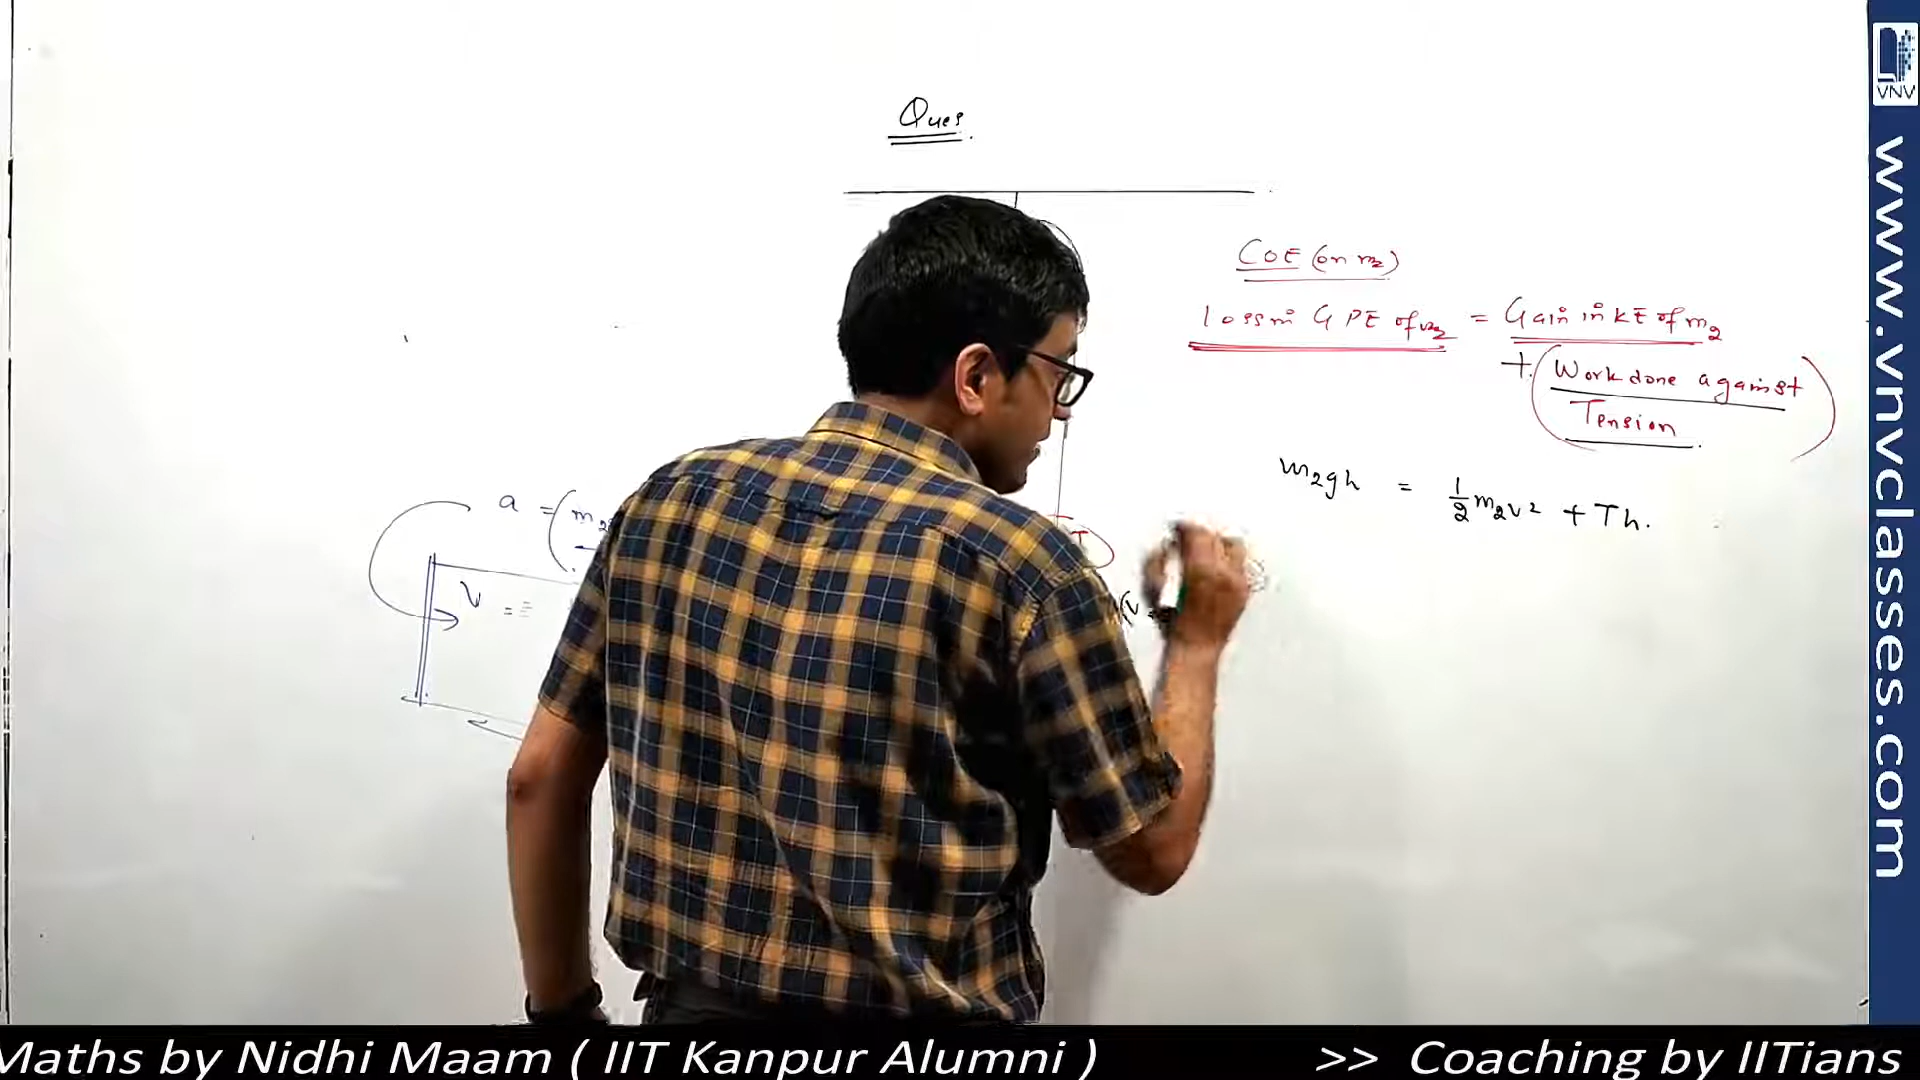 Ques.
COE (on m2)
loss in GPE of m2 = Gain in KE of m2
+ (Work done against
Tension)
m2gh = 1/2 m2v² + Th.
a = (m2
V =
T
VNV
www.vnvclasses.com
Maths by Nidhi Maam ( IIT Kanpur Alumni ) >> Coaching by IITians